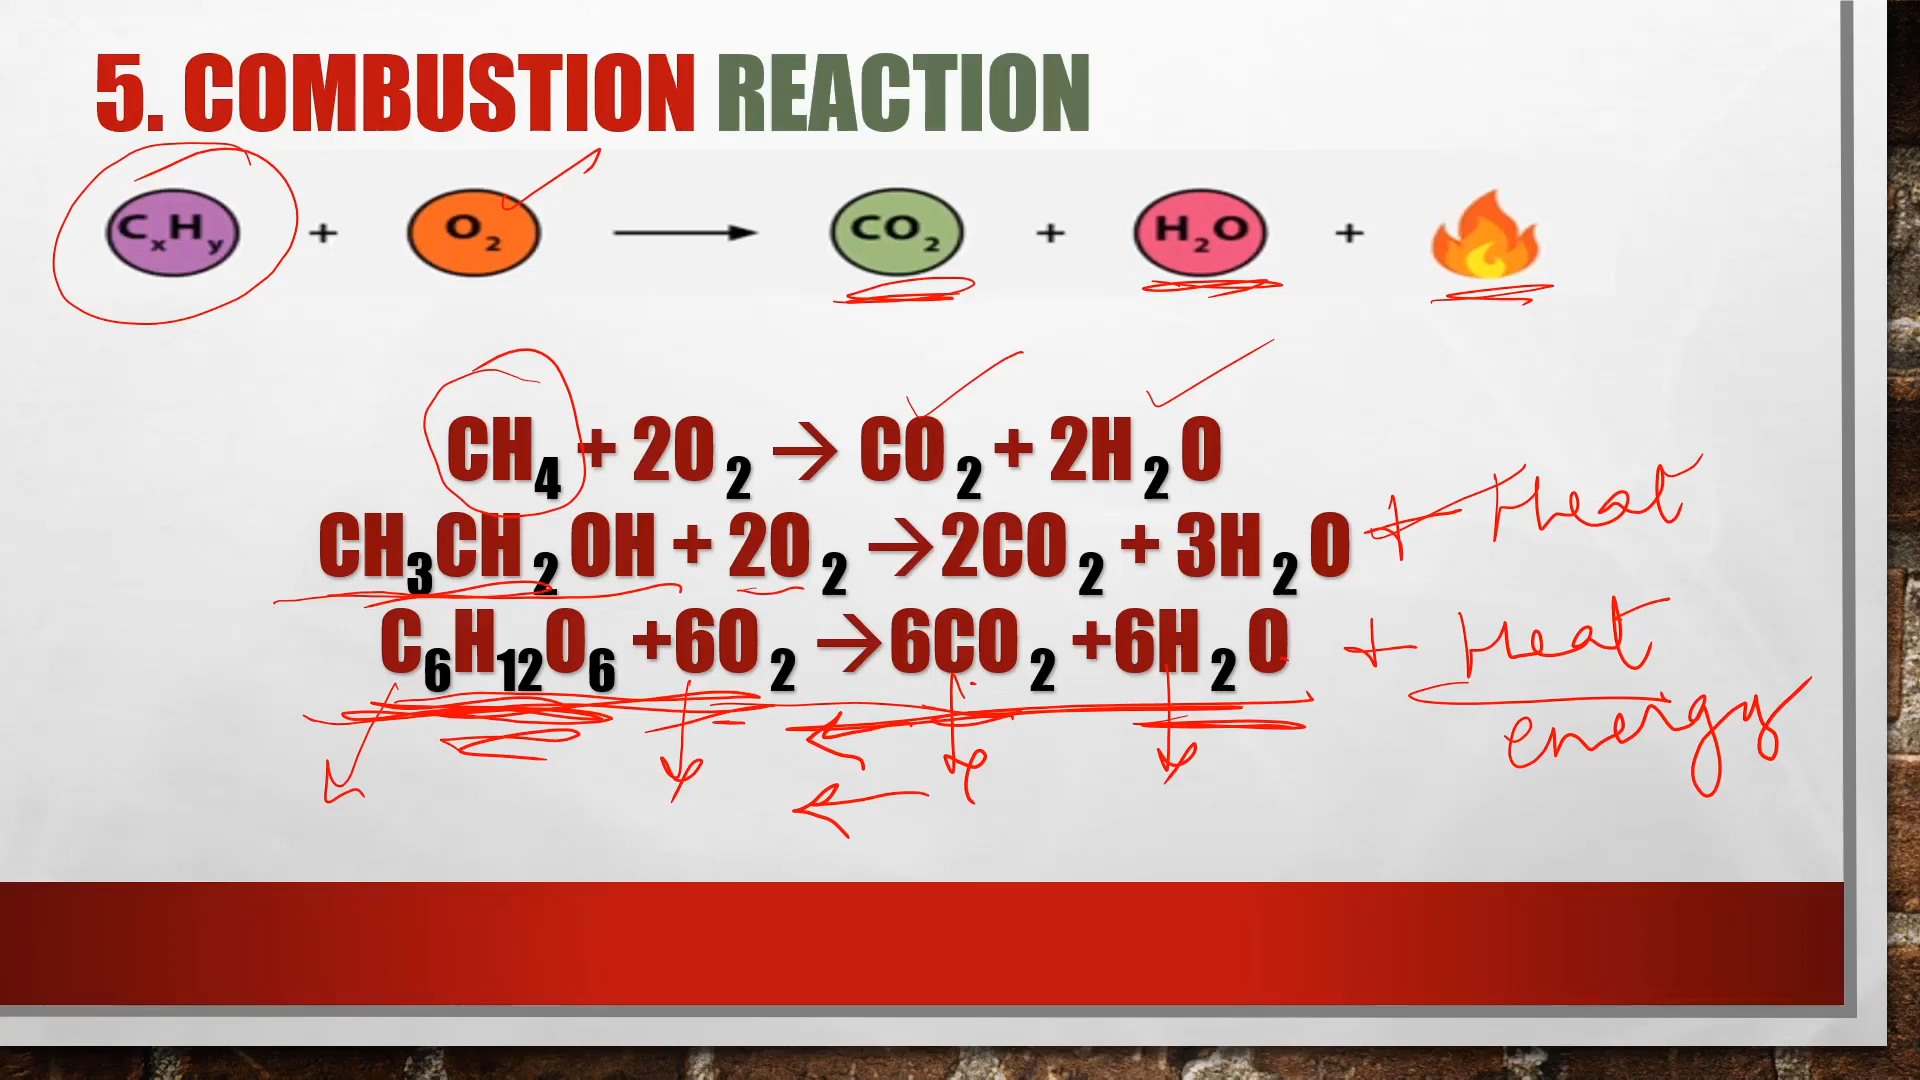 5. COMBUSTION REACTION
CxHy + O2 → CO2 + H2O +
CH4 + 2O2 → CO2 + 2H2O
CH3CH2OH + 2O2 → 2CO2 + 3H2O + Heat
C6H12O6 +6O2 → 6CO2 +6H2O + Heat
energy